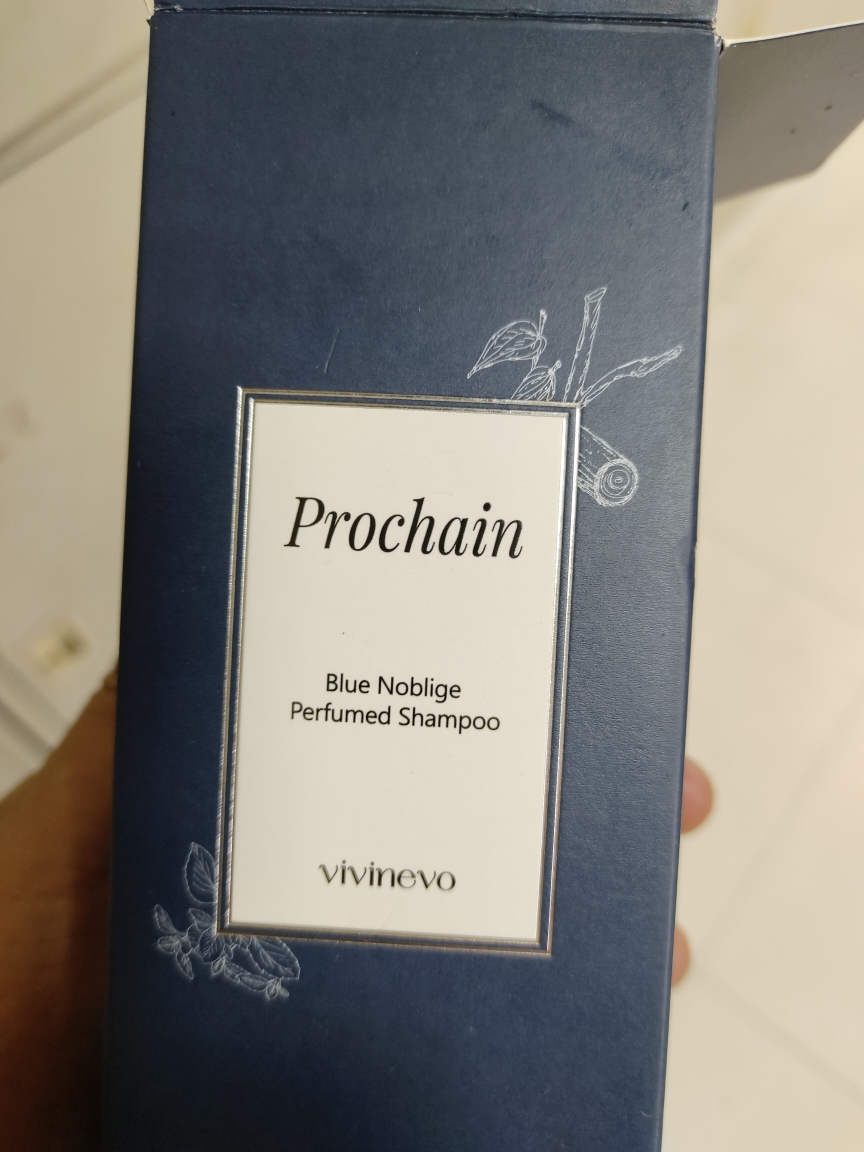 Prochain
Blue Noblige
Perfumed Shampoo
vivinevo